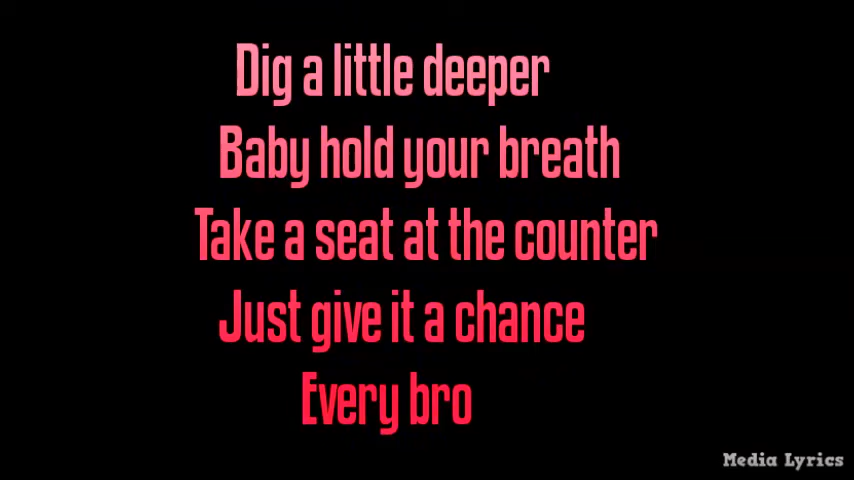 Dig a little deeper
Baby hold your breath
Take a seat at the counter
Just give it a chance
Every bro
Media Lyrics